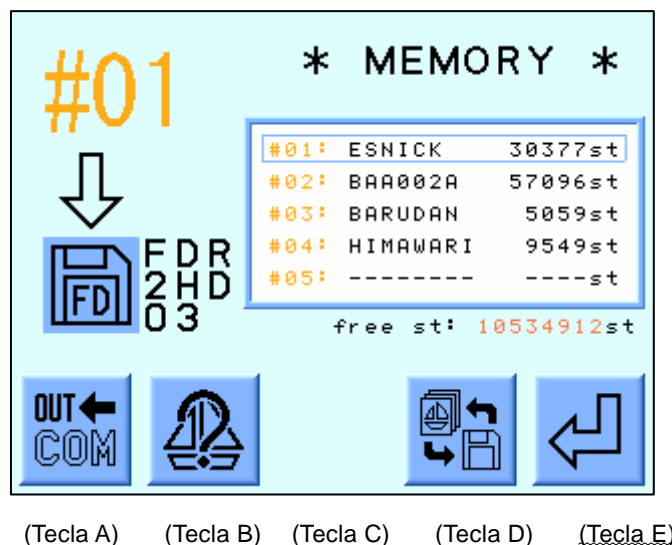 #01
* MEMORY *
#01: ESNICK 30377st
#02: BAA002A 57096st
#03: BARUDAN 5059st
#04: HIMAWARI 9549st
#05: -------- ----st
FD
FDR
2HD
03
free st: 10534912st
OUT
COM
(Tecla A) (Tecla B) (Tecla C) (Tecla D) (Tecla E)